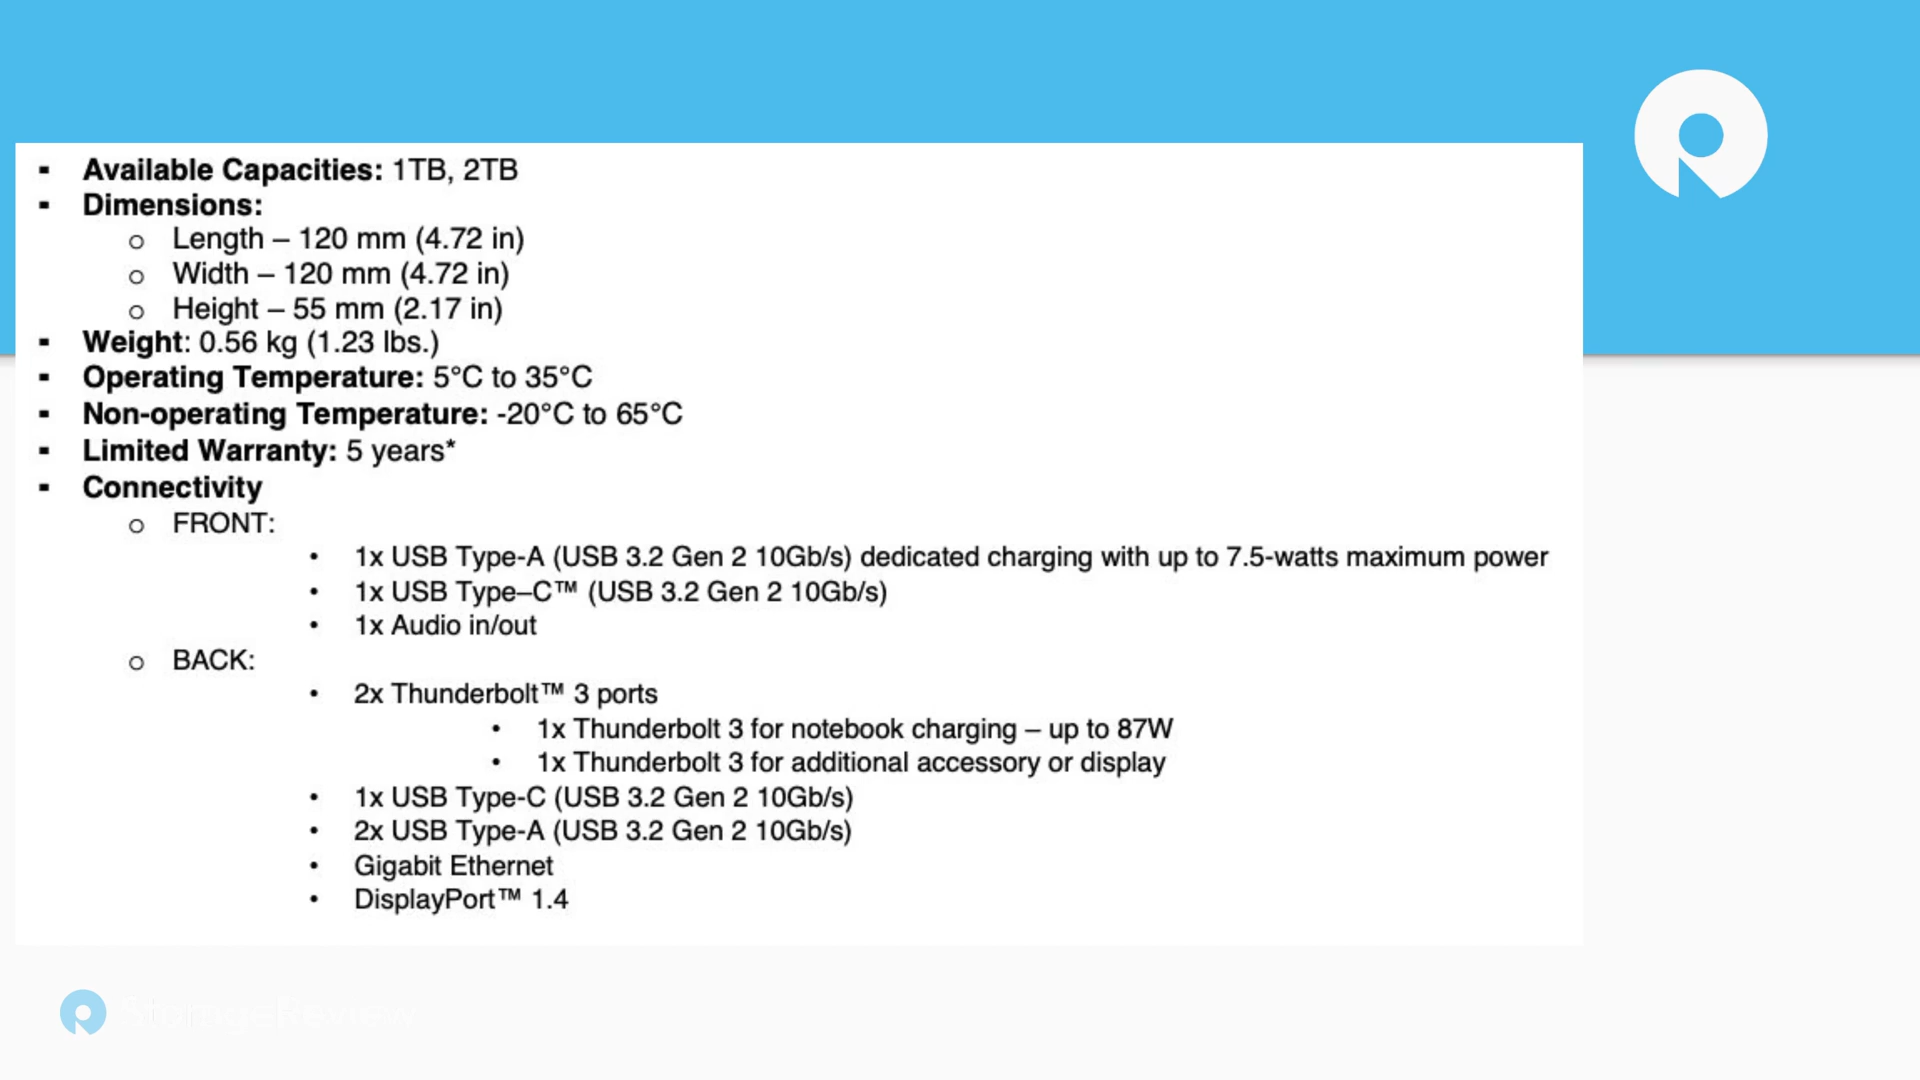 ▪ Available Capacities: 1TB, 2TB
▪ Dimensions:
o Length – 120 mm (4.72 in)
o Width – 120 mm (4.72 in)
o Height – 55 mm (2.17 in)
▪ Weight: 0.56 kg (1.23 lbs.)
▪ Operating Temperature: 5°C to 35°C
▪ Non-operating Temperature: -20°C to 65°C
▪ Limited Warranty: 5 years*
▪ Connectivity
o FRONT:
• 1x USB Type-A (USB 3.2 Gen 2 10Gb/s) dedicated charging with up to 7.5-watts maximum power
• 1x USB Type–C™ (USB 3.2 Gen 2 10Gb/s)
• 1x Audio in/out
o BACK:
• 2x Thunderbolt™ 3 ports
• 1x Thunderbolt 3 for notebook charging – up to 87W
• 1x Thunderbolt 3 for additional accessory or display
• 1x USB Type-C (USB 3.2 Gen 2 10Gb/s)
• 2x USB Type-A (USB 3.2 Gen 2 10Gb/s)
• Gigabit Ethernet
• DisplayPort™ 1.4
StorageReview